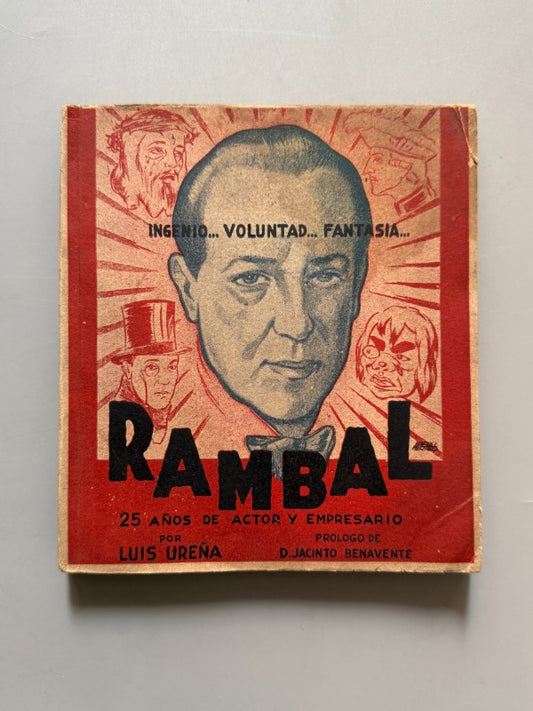 INGENIO... VOLUNTAD... FANTASIA...
RAMBAL
25 AÑOS DE ACTOR Y EMPRESARIO
POR
LUIS UREÑA
PROLOGO DE
D. JACINTO BENAVENTE